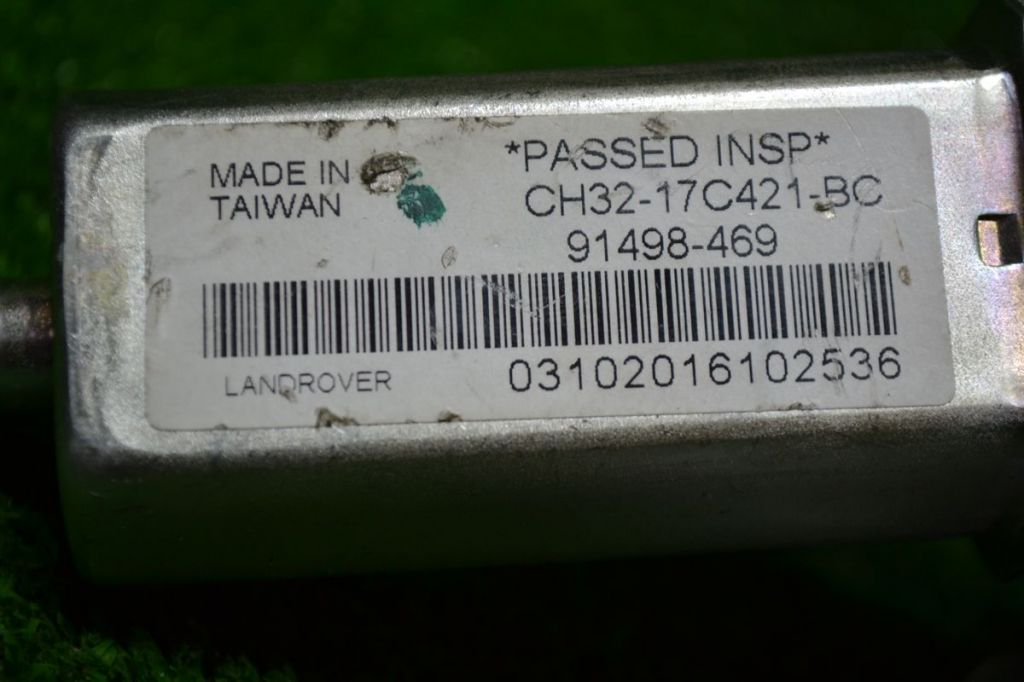 MADE IN
TAIWAN
*PASSED INSP*
CH32-17C421-BC
91498-469
LANDROVER
03102016102536